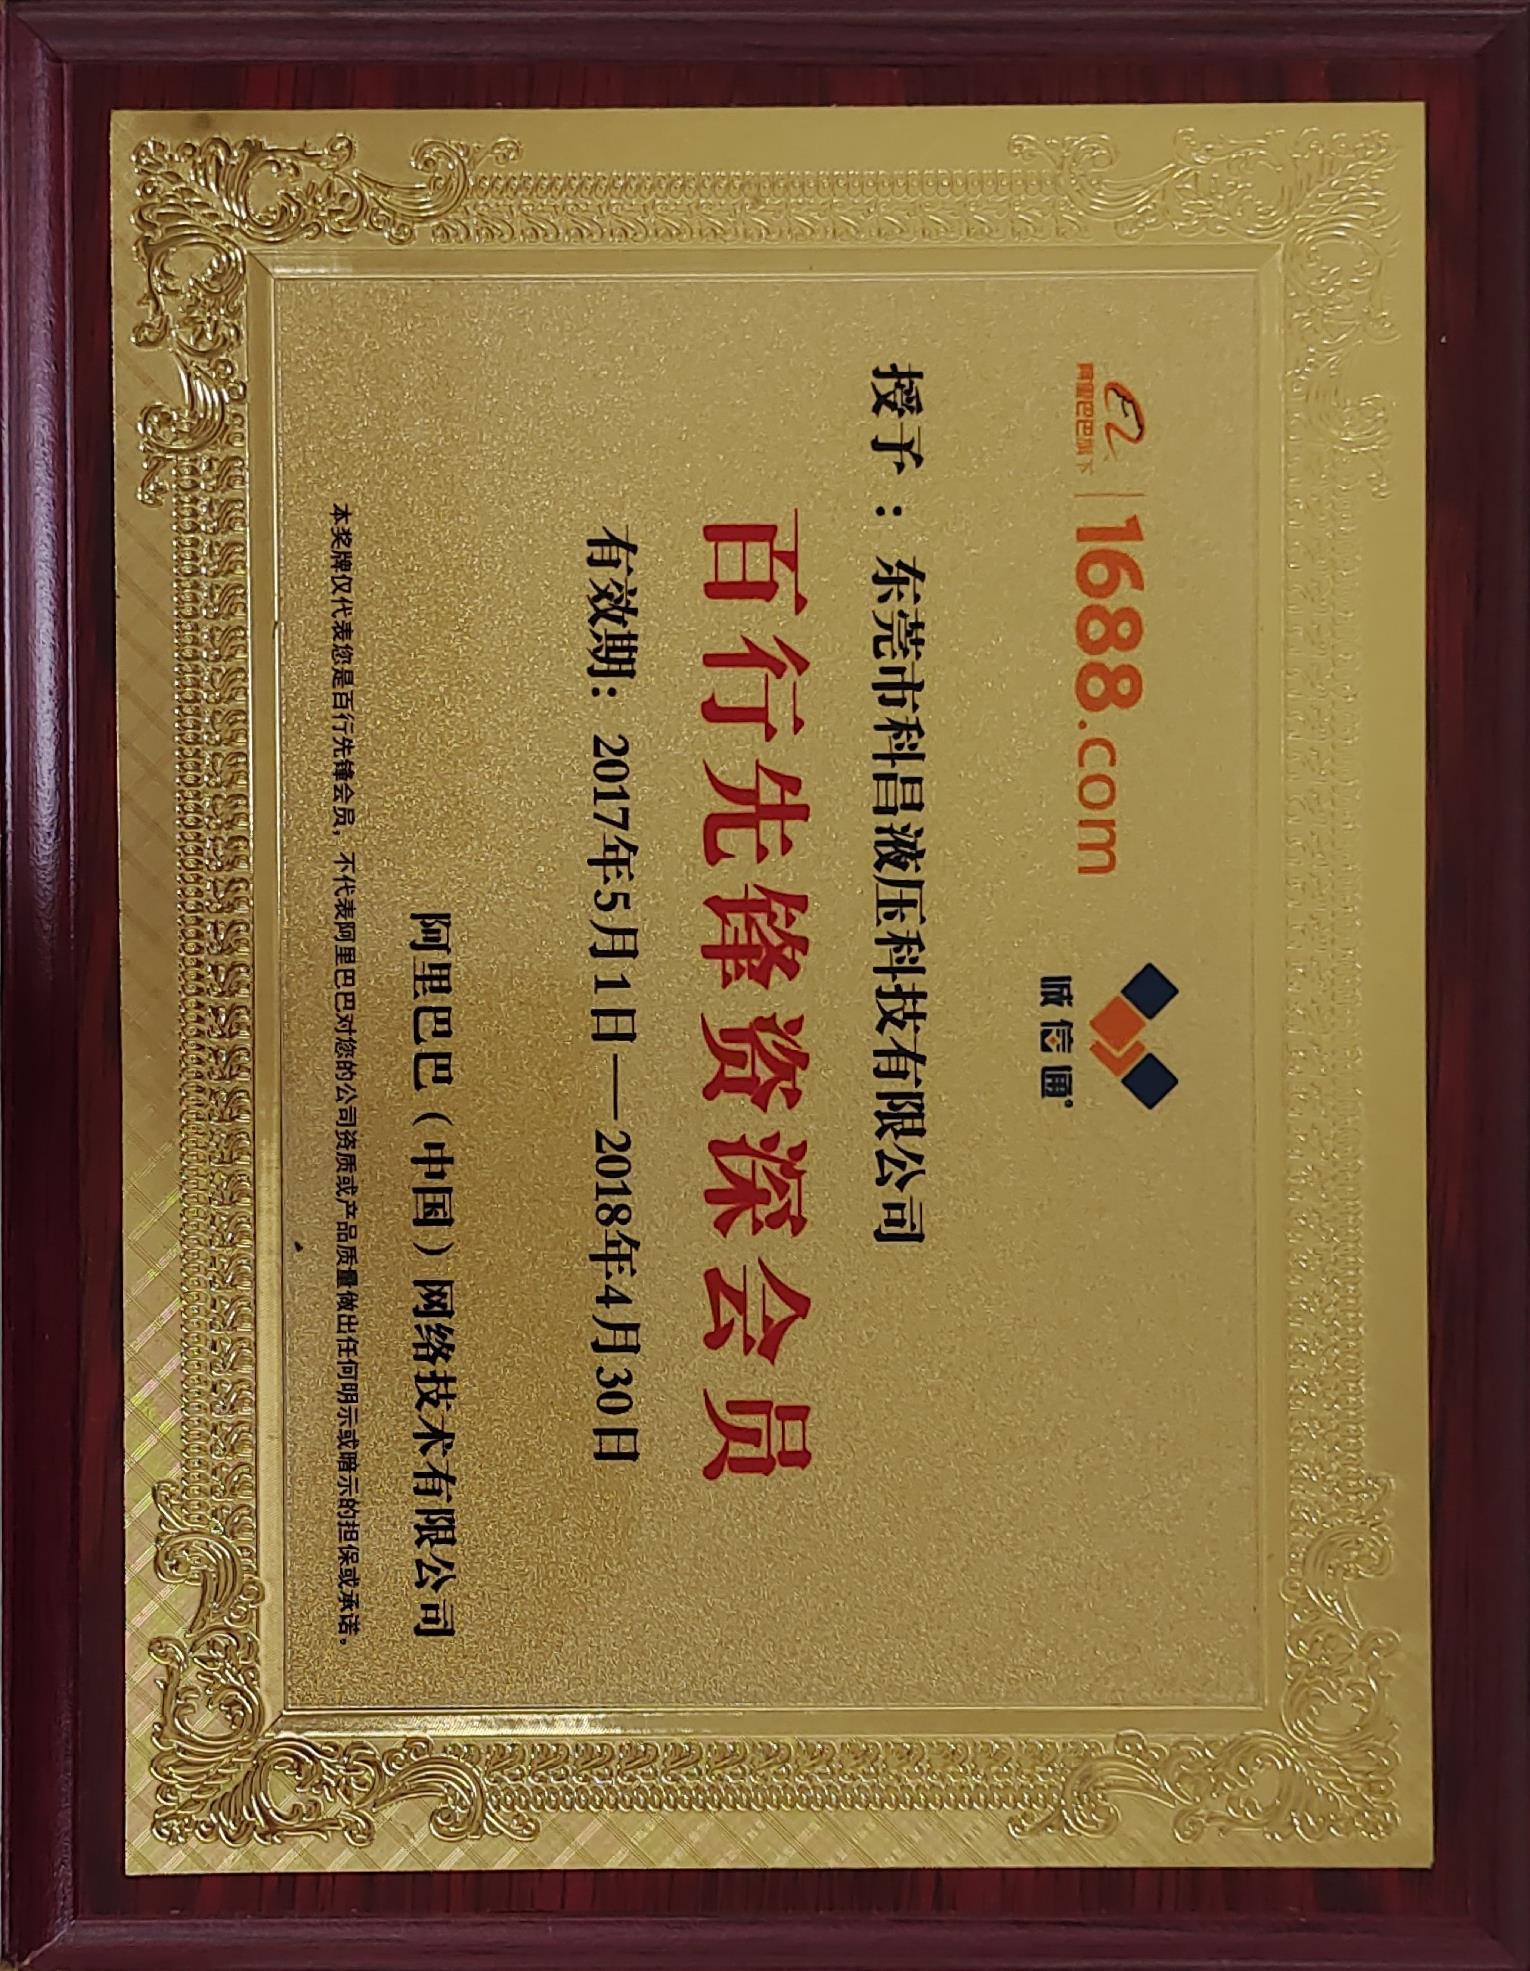 阿里巴巴旗下
1688.com
诚信通
授予：东莞市科昌液压科技有限公司
百行先锋资深会员
有效期：2017年5月1日—2018年4月30日
阿里巴巴（中国）网络技术有限公司
本奖牌仅代表您是百行先锋会员，不代表阿里巴巴对您的公司资质或产品质量做出任何明示或暗示的担保或承诺。